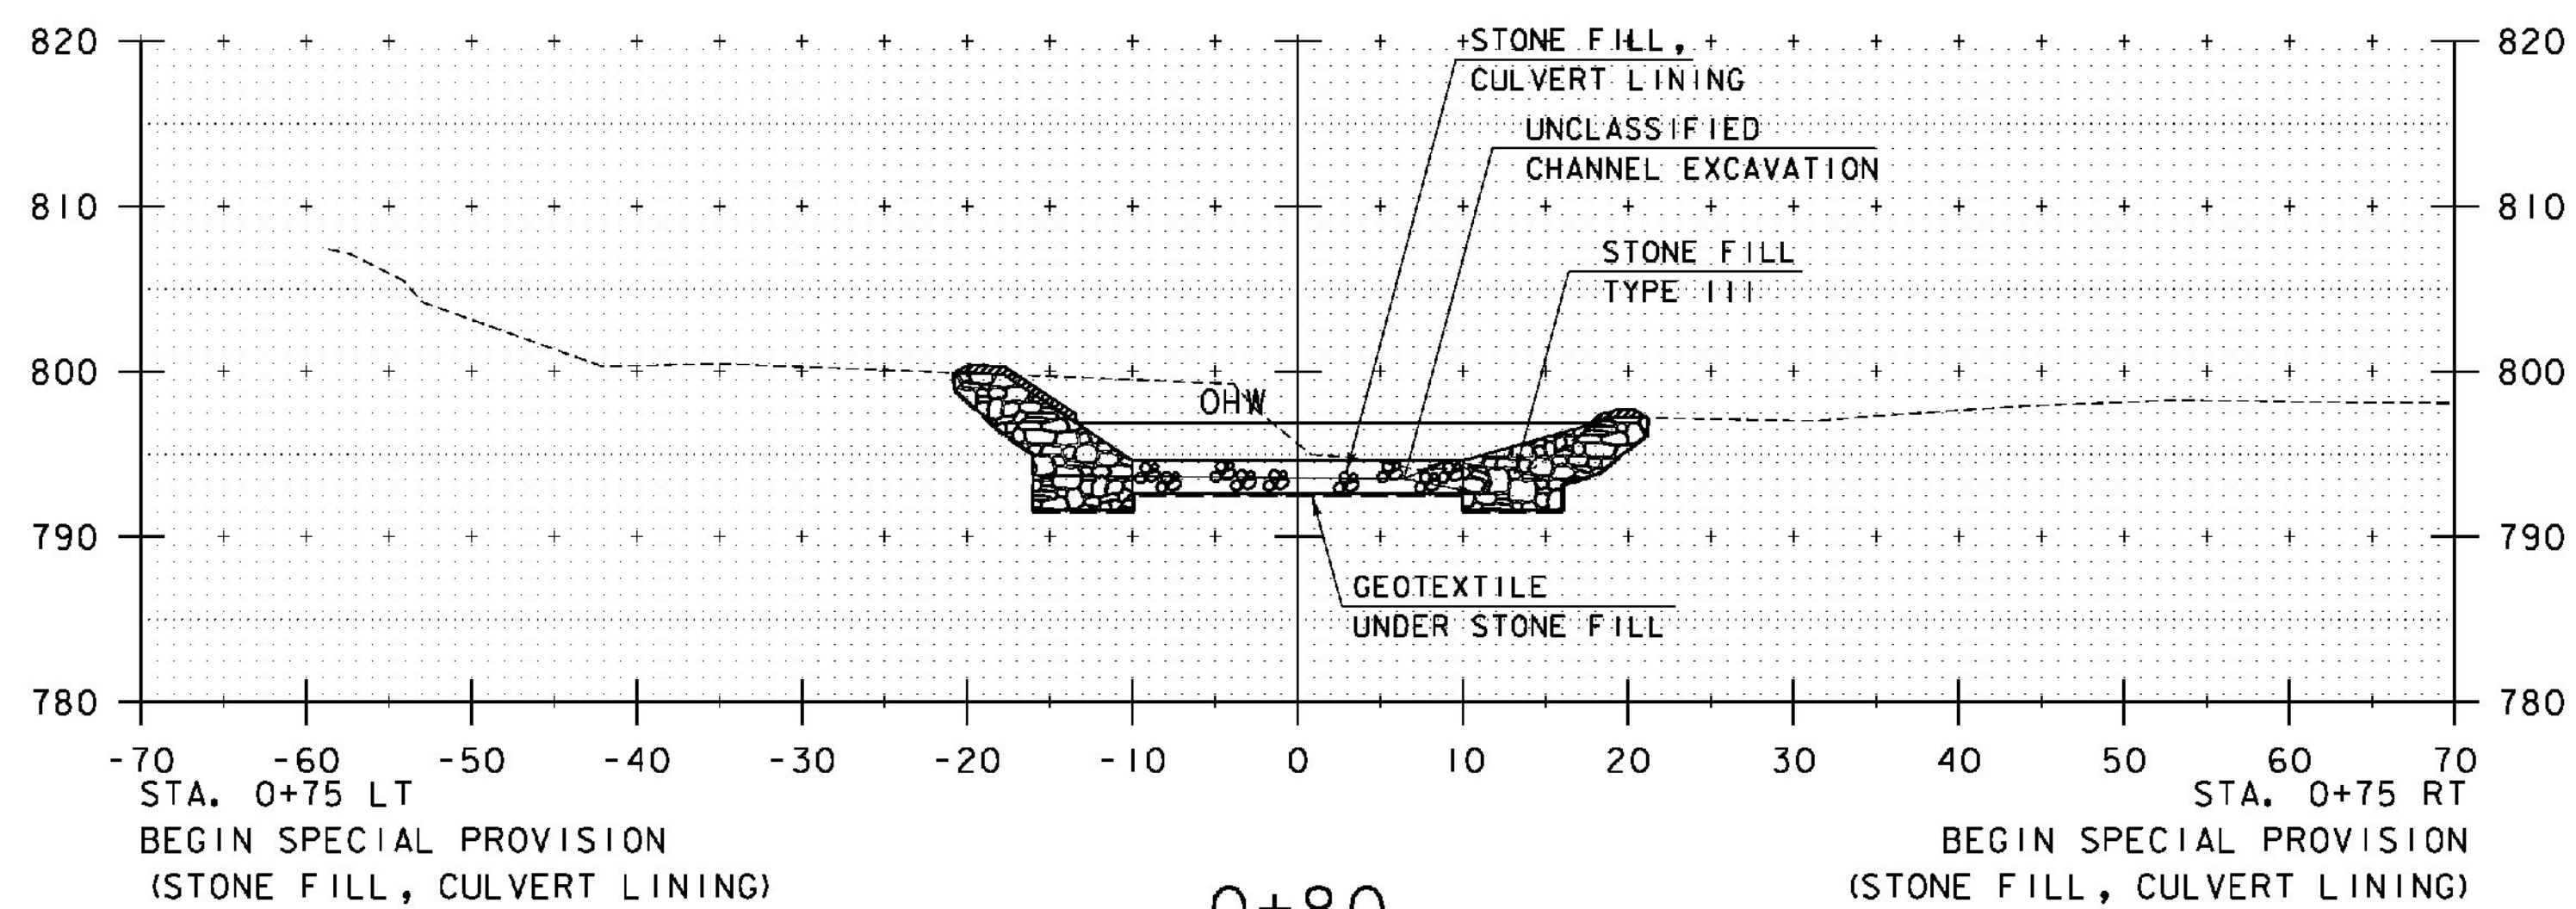 820
STONE FILL,
820
CULVERT LINING
UNCLASSIFIED
CHANNEL EXCAVATION
810
810
STONE FILL
TYPE III
800
OHW
800
790
790
GEOTEXTILE
UNDER STONE FILL
780
780
-70 -60 -50 -40 -30 -20 -10 0 10 20 30 40 50 60 70
STA. 0+75 LT
BEGIN SPECIAL PROVISION
(STONE FILL, CULVERT LINING)
STA. 0+75 RT
BEGIN SPECIAL PROVISION
(STONE FILL, CULVERT LINING)
0+80